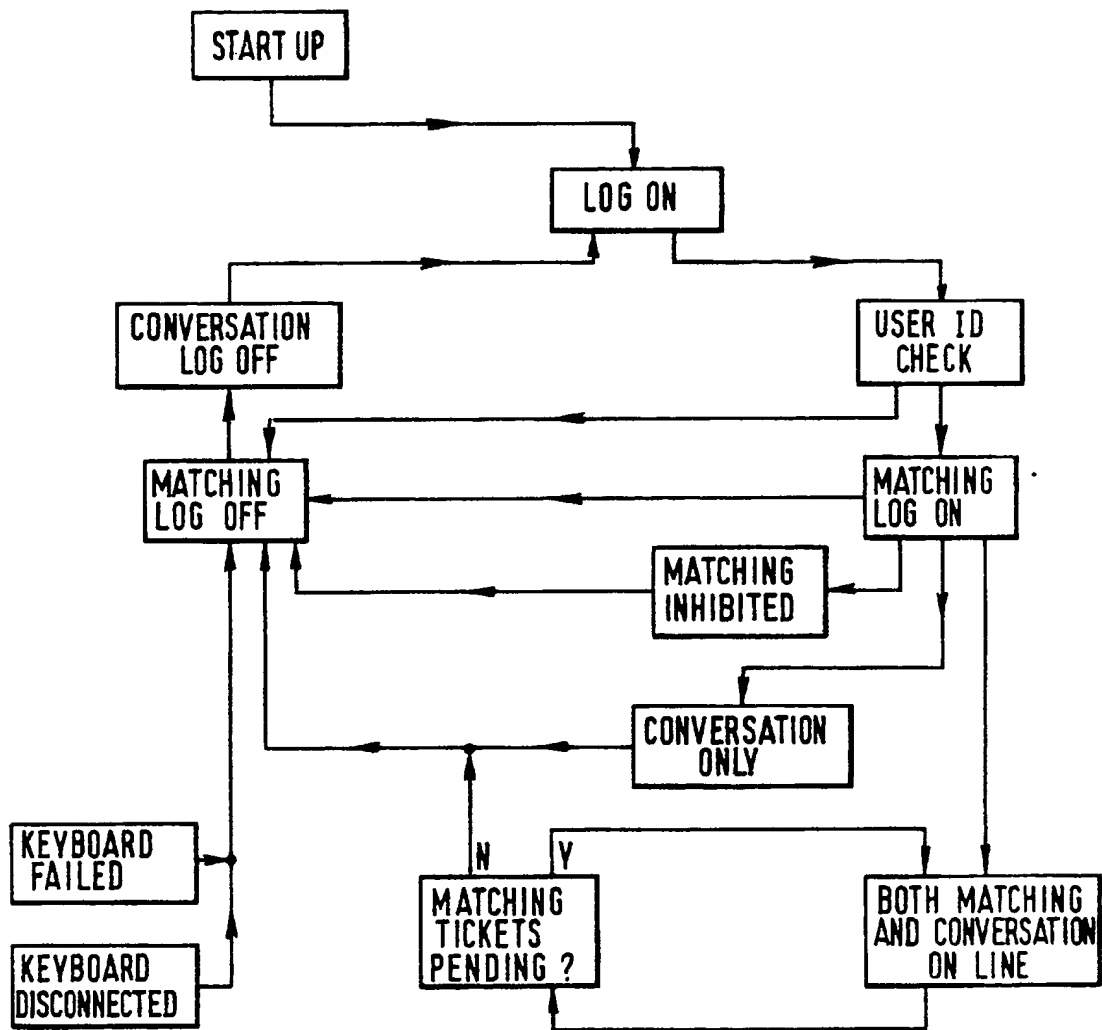 START UP
LOG ON
CONVERSATION
LOG OFF
USER ID
CHECK
MATCHING
LOG OFF
MATCHING
LOG ON
MATCHING
INHIBITED
CONVERSATION
ONLY
KEYBOARD
FAILED
N
Y
MATCHING
TICKETS
PENDING ?
BOTH MATCHING
AND CONVERSATION
ON LINE
KEYBOARD
DISCONNECTED